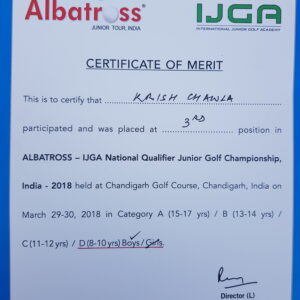 Albatross®
JUNIOR TOUR, INDIA
IJGA
INTERNATIONAL JUNIOR GOLF ACADEMY
CERTIFICATE OF MERIT
This is to certify that KRISH CHAWLA
participated and was placed at 3RD position in
ALBATROSS – IJGA National Qualifier Junior Golf Championship,
India - 2018 held at Chandigarh Golf Course, Chandigarh, India on
March 29-30, 2018 in Category A (15-17 yrs) / B (13-14 yrs) /
C (11-12 yrs) / D (8-10 yrs) Boys / Girls.
Director (L)